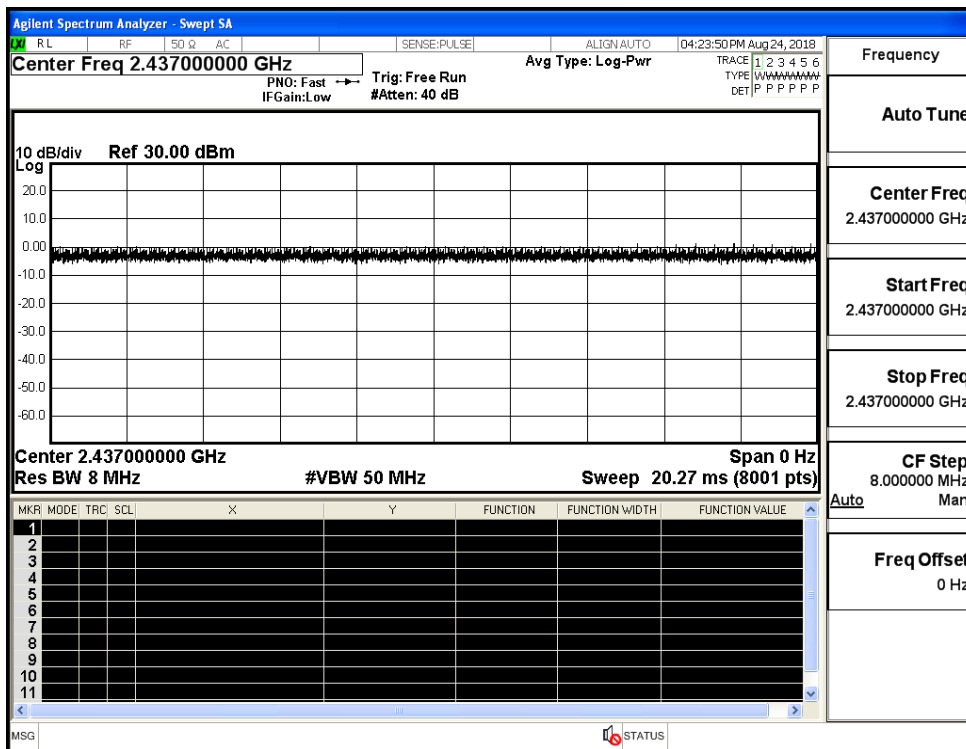 Agilent Spectrum Analyzer - Swept SA
LXI RL RF 50 Ω AC SENSE:PULSE ALIGN AUTO 04:23:50 PM Aug 24, 2018
Center Freq 2.437000000 GHz Avg Type: Log-Pwr TRACE 1 2 3 4 5 6
PNO: Fast Trig: Free Run TYPE WWWWWW
IFGain:Low #Atten: 40 dB DET P P P P P P
10 dB/div Ref 30.00 dBm
Log
20.0
10.0
0.00
-10.0
-20.0
-30.0
-40.0
-50.0
-60.0
Center 2.437000000 GHz Span 0 Hz
Res BW 8 MHz #VBW 50 MHz Sweep 20.27 ms (8001 pts)
MKR MODE TRC SCL X Y FUNCTION FUNCTION WIDTH FUNCTION VALUE
1
2
3
4
5
6
7
8
9
10
11
MSG STATUS
Frequency
Auto Tune
Center Freq
2.437000000 GHz
Start Freq
2.437000000 GHz
Stop Freq
2.437000000 GHz
CF Step
8.000000 MHz
Auto Man
Freq Offset
0 Hz